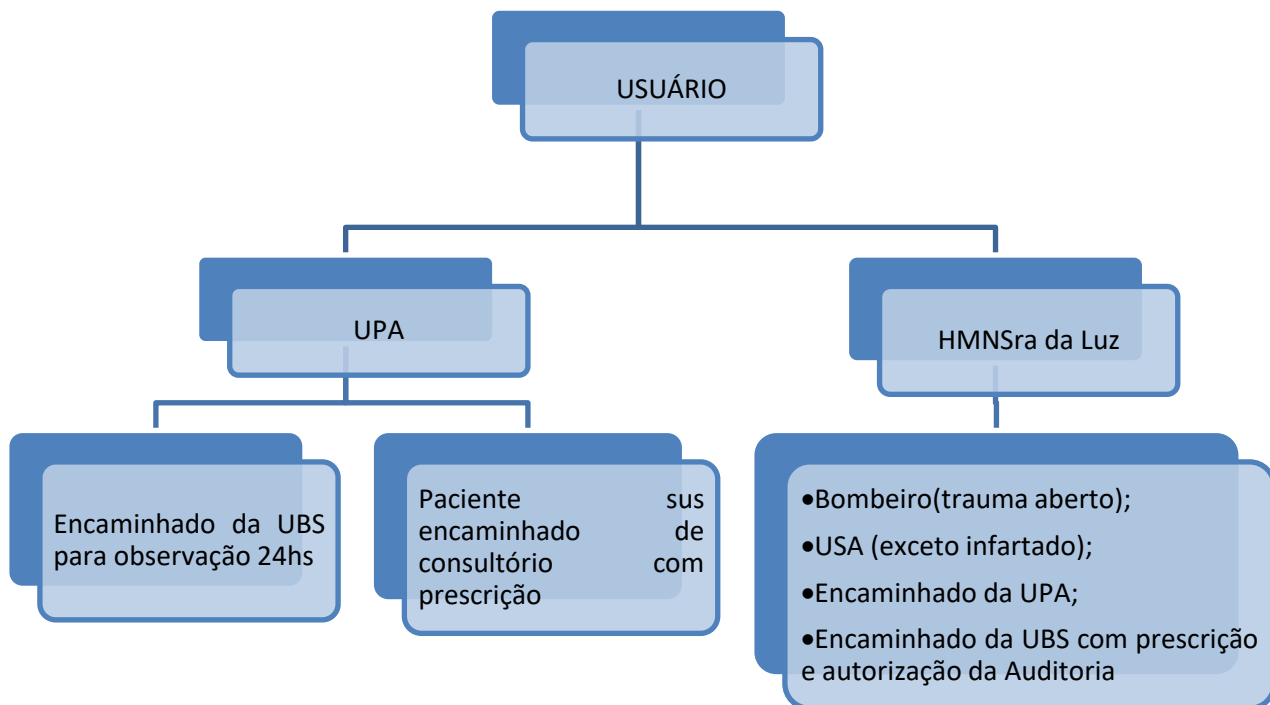 USUÁRIO
UPA
HMNSra da Luz
Encaminhado da UBS
para observação 24hs
Paciente sus
encaminhado de
consultório com
prescrição
•Bombeiro(trauma aberto);
•USA (exceto infartado);
•Encaminhado da UPA;
•Encaminhado da UBS com prescrição
e autorização da Auditoria